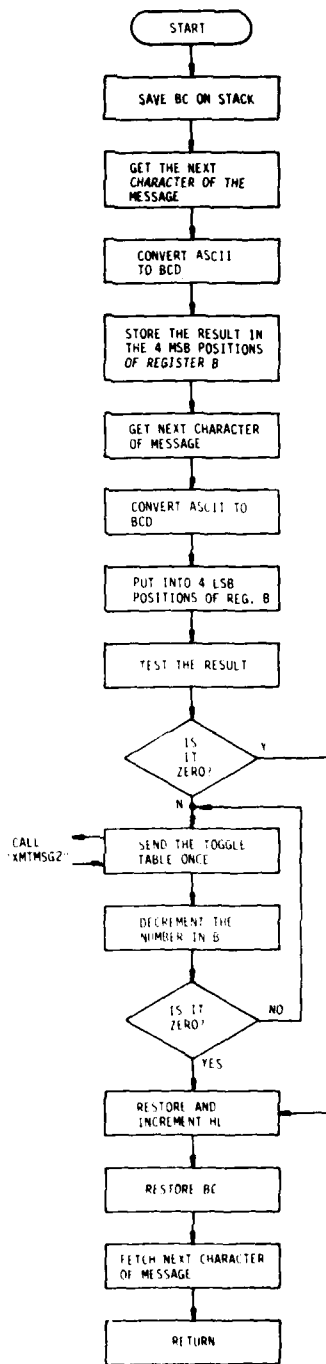 START
SAVE BC ON STACK
GET THE NEXT
CHARACTER OF THE
MESSAGE
CONVERT ASCII
TO BCD
STORE THE RESULT IN
THE 4 MSB POSITIONS
OF REGISTER B
GET NEXT CHARACTER
OF MESSAGE
CONVERT ASCII TO
BCD
PUT INTO 4 LSB
POSITIONS OF REG. B
TEST THE RESULT
IS
IT
ZERO?
Y
N
CALL
"XMTMSG2"
SEND THE TOGGLE
TABLE ONCE
DECREMENT THE
NUMBER IN B
IS IT
ZERO?
NO
YES
RESTORE AND
INCREMENT HL
RESTORE BC
FETCH NEXT CHARACTER
OF MESSAGE
RETURN